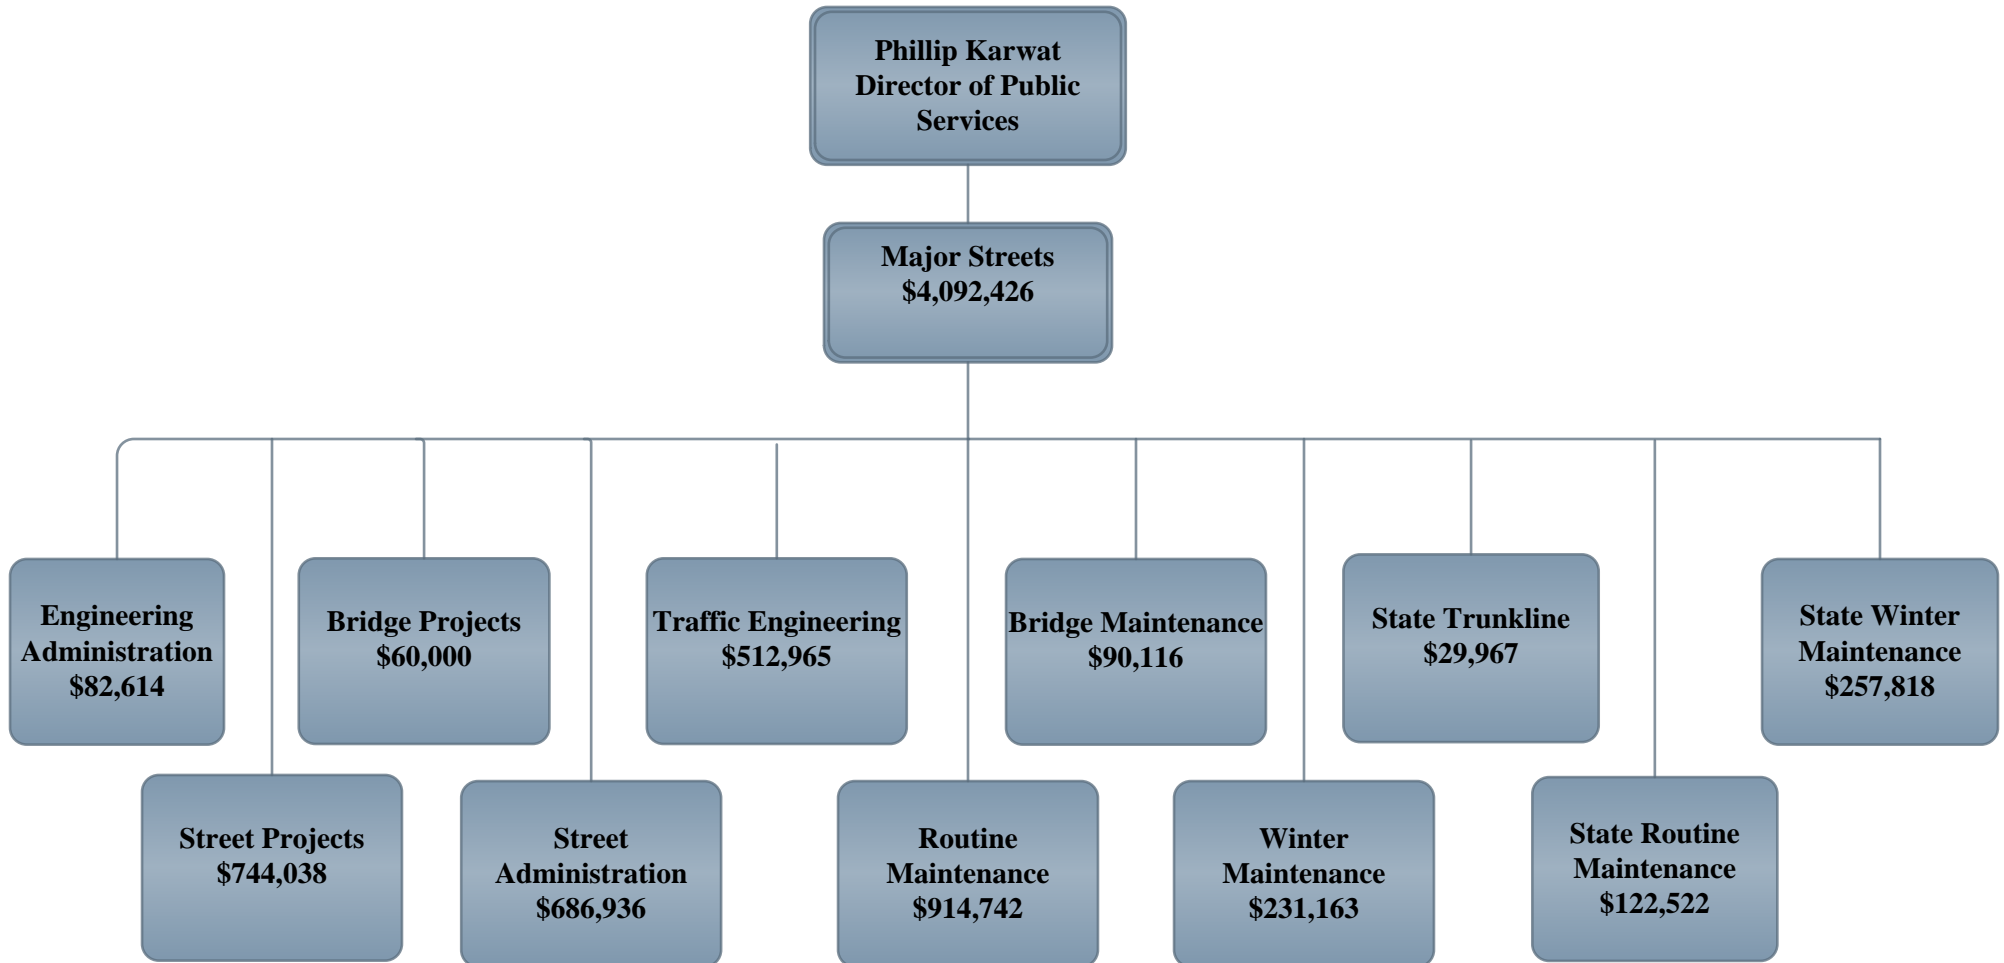 Phillip Karwat
Director of Public
Services
Major Streets
$4,092,426
Engineering
Administration
$82,614
Bridge Projects
$60,000
Traffic Engineering
$512,965
Bridge Maintenance
$90,116
State Trunkline
$29,967
State Winter
Maintenance
$257,818
Street Projects
$744,038
Street
Administration
$686,936
Routine
Maintenance
$914,742
Winter
Maintenance
$231,163
State Routine
Maintenance
$122,522